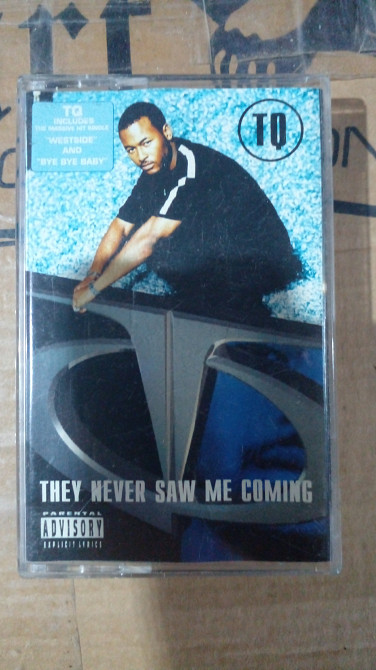 TQ
INCLUDES
THE MASSIVE HIT SINGLE
"WESTSIDE"
AND
"BYE BYE BABY"
TQ
THEY NEVER SAW ME COMING
PARENTAL
ADVISORY
EXPLICIT LYRICS